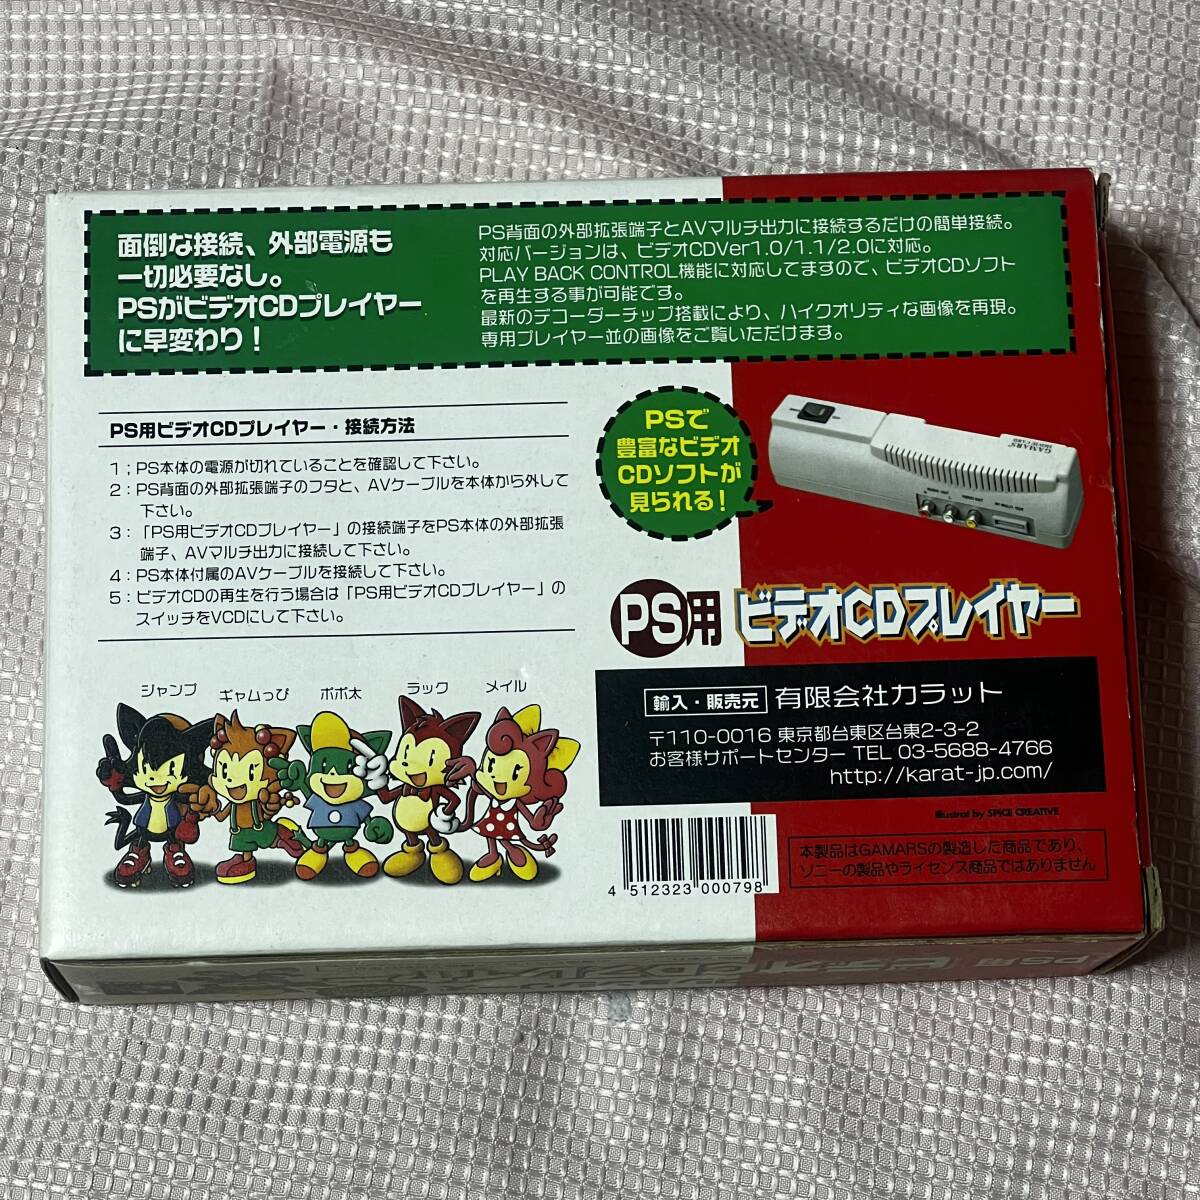 面倒な接続、外部電源も
一切必要なし。
PSがビデオCDプレイヤー
に早変わり！
PS背面の外部拡張端子とAVマルチ出力に接続するだけの簡単接続。
対応バージョンは、ビデオCDVer1.0/1.1/2.0に対応。
PLAY BACK CONTROL機能に対応してますので、ビデオCDソフト
を再生する事が可能です。
最新のデコーダーチップ搭載により、ハイクオリティな画像を再現。
専用プレイヤー並の画像をご覧いただけます。
PS用ビデオCDプレイヤー・接続方法
1；PS本体の電源が切れていることを確認して下さい。
2：PS背面の外部拡張端子のフタと、AVケーブルを本体から外して
下さい。
3：「PS用ビデオCDプレイヤー」の接続端子をPS本体の外部拡張
端子、AVマルチ出力に接続して下さい。
4：PS本体付属のAVケーブルを接続して下さい。
5：ビデオCDの再生を行う場合は「PS用ビデオCDプレイヤー」の
スイッチをVCDにして下さい。
PSで
豊富なビデオ
CDソフトが
見られる！
GAMARS
PS用 ビデオCDプレイヤー
ジャンプ ギャムっぴ ポポ太 ラック メイル
輸入・販売元 有限会社カラット
〒110-0016 東京都台東区台東2-3-2
お客様サポートセンター TEL 03-5688-4766
http://karat-jp.com/
illustrat by SPICE CREATIVE
4 512323 000798
本製品はGAMARSの製造した商品であり、
ソニーの製品やライセンス商品ではありません
PS用 ビデオCDプレイヤー